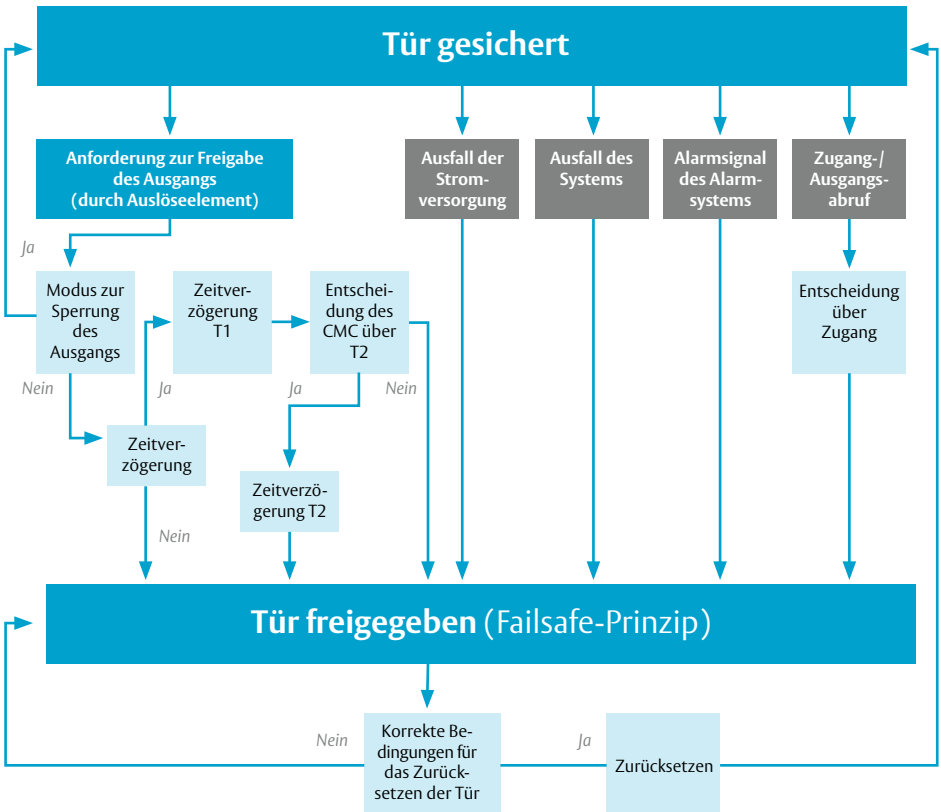 Tür gesichert
Anforderung zur Freigabe
des Ausgangs
(durch Auslöseelement)
Ausfall der
Strom-
versorgung
Ausfall des
Systems
Alarmsignal
des Alarm-
systems
Zugang-/
Ausgangs-
abruf
Ja
Modus zur
Sperrung
des
Ausgangs
Zeitver-
zögerung
T1
Entschei-
dung des
CMC über
T2
Entscheidung
über
Zugang
Nein
Ja
Ja
Nein
Zeitver-
zögerung
Zeitverzö-
gerung T2
Nein
Tür freigegeben (Failsafe-Prinzip)
Nein
Korrekte Be-
dingungen für
das Zurück-
setzen der Tür
Ja
Zurücksetzen